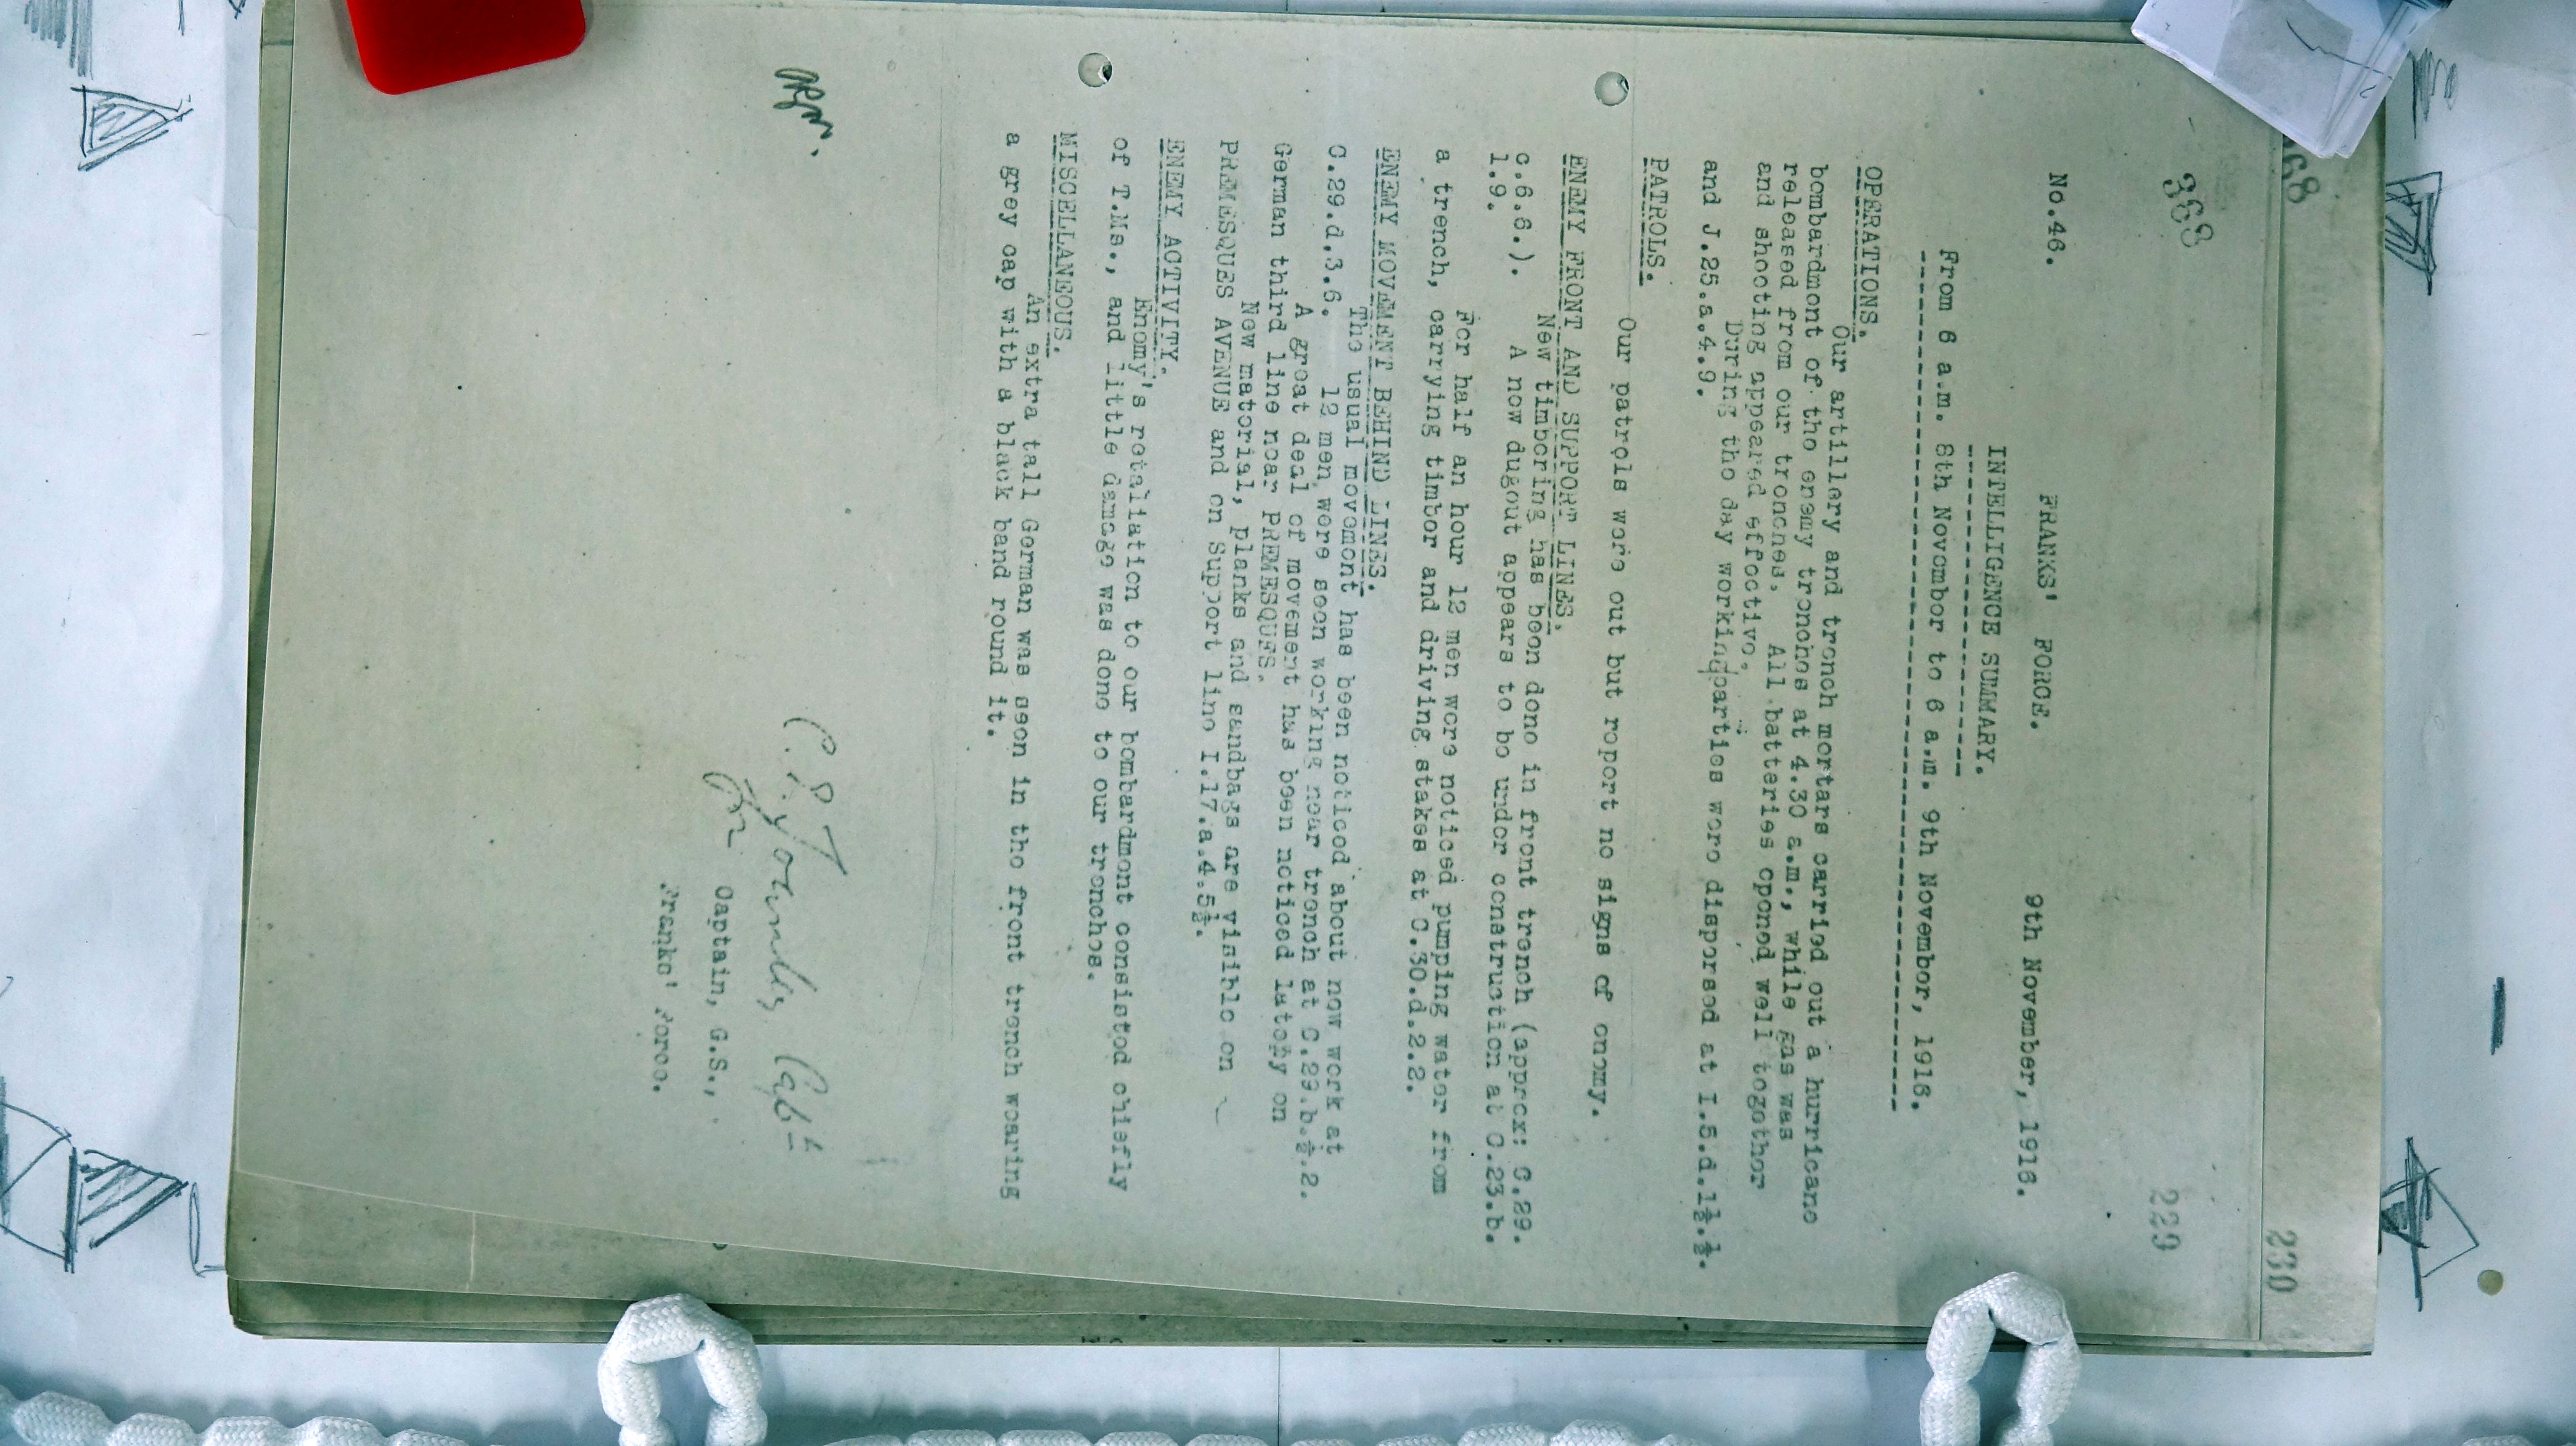 368
230
229
No.46.
FRANKS' FORCE.
9th November, 1916.
INTELLIGENCE SUMMARY.
From 6 a.m. 8th November to 6 a.m. 9th November, 1916.
OPERATIONS.
Our artillery and trench mortars carried out a hurricane
bombardment of the enemy trenches at 4.30 a.m., while gas was
released from our trenches. All batteries opened well together
and shooting appeared effective.
During the day working parties were dispersed at I.5.d.1½.½.
and J.25.a.4.9.
PATROLS.
Our patrols were out but report no signs of enemy.
ENEMY FRONT AND SUPPORT LINES.
New timbering has been done in front trench (approx: C.29.
c.6.6.). A new dugout appears to be under construction at C.23.b.
1.9.
For half an hour 12 men were noticed pumping water from
a trench, carrying timber and driving stakes at C.30.d.2.2.
ENEMY MOVEMENT BEHIND LINES.
The usual movement has been noticed about new work at
C.29.d.3.6. 12 men were seen working near trench at C.29.b.½.2.
A great deal of movement has been noticed lately on
German third line near PREMESQUES.
New material, planks and sandbags are visible on
PREMESQUES AVENUE and on Support line I.17.a.4.5½.
ENEMY ACTIVITY.
Enemy's retaliation to our bombardment consisted chiefly
of T.Ms., and little damage was done to our trenches.
MISCELLANEOUS.
An extra tall German was seen in the front trench wearing
a grey cap with a black band round it.
Capt
for Captain, G.S.,
Franks' Force.